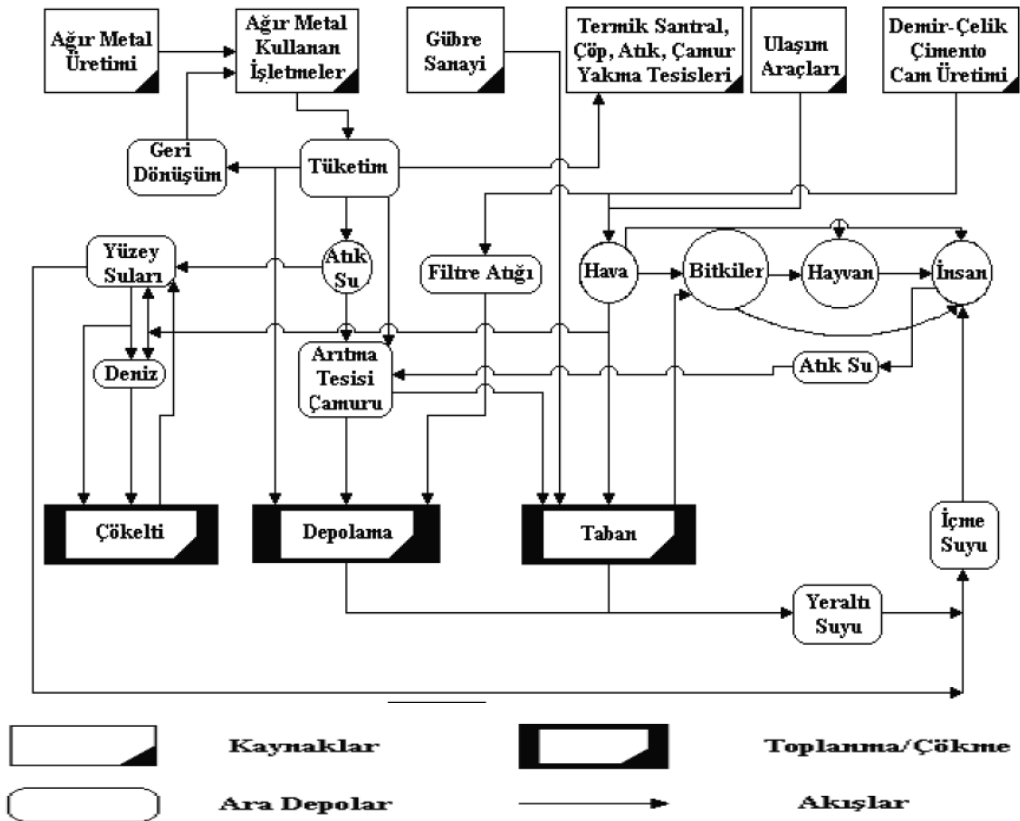 Ağır Metal
Üretimi
Ağır Metal
Kullanan
İşletmeler
Gübre
Sanayi
Termik Santral,
Çöp, Atık, Çamur
Yakma Tesisleri
Ulaşım
Araçları
Demir-Çelik
Çimento
Cam Üretimi
Geri
Dönüşüm
Tüketim
Yüzey
Suları
Atık
Su
Filtre Atığı
Hava
Bitkiler
Hayvan
İnsan
Deniz
Arıtma
Tesisi
Çamuru
Atık Su
Çökelti
Depolama
Taban
İçme
Suyu
Yeraltı
Suyu
Kaynaklar
Toplanma/Çökme
Ara Depolar
Akışlar